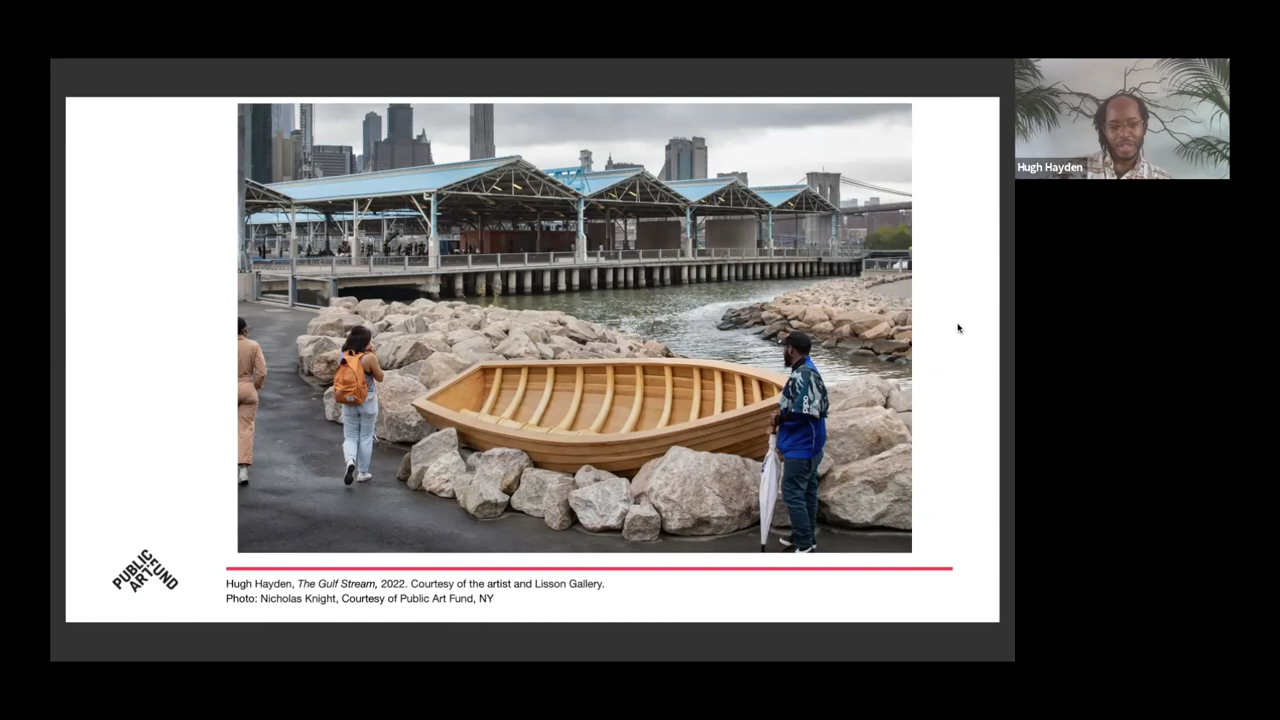 Hugh Hayden
PUBLIC
ART FUND
Hugh Hayden, The Gulf Stream, 2022. Courtesy of the artist and Lisson Gallery.
Photo: Nicholas Knight, Courtesy of Public Art Fund, NY